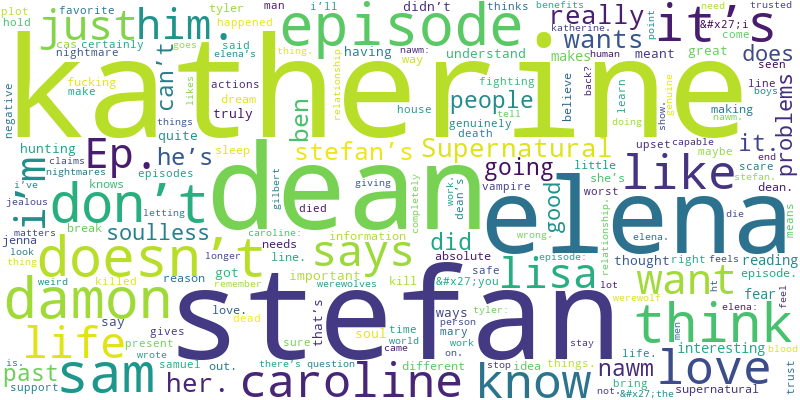 plot
hold
favorite
just
him.
tyler
happened
man
i'll
episode
didn't
thinks
really
benefits
katherine.
point
it's
need
&#x27;i
trusted
come
nightmare
cas
certainly
said
elena's
can't
goes
thing.
having
nawm:
way
understand
wants
makes
human
meant
great
does
seen
fucking
make
likes
actions
dream
truly
relationship
fighting
house
people
back?
believe
learn
line
boys
making
show.
genuine
nawm.
problems
negative
katherine
things
quite
ben
tell
genuinely
death
doing
hunting
Ep.
he's
sleep
stefan's
Supernatural
it.
upset
capable
maybe
end
claims
nightmares
episodes
going
little
scare
stefan.
i'm
i've
jealous
knows
don't
dean
gilbert
giving
vampire
good
she's
worst
like
dean.
jenna
matters
look
break
letting
soulless
died
completely
work.
dean's
elena
die
means
thing
weird
killed
doesn't
caroline:
needs
longer
line.
says
information
did
absolute
wrong.
episode:
relationship.
thought
right
feels
reading
episode.
reason
got
remember
important
werewolves
kill
safe
&#x27;you
lisa
lot
ht
want
fear
damon
say
gives
love.
dead
stefan
that's
soul
ways
tyler:
person
mary
werewolf
elena:
men
feel
think
life
present
wrote
sure
time
world
came
work
on.
stay
life.
interesting
blood
past
support
is.
sam
samuel
out.
her.
there's
question
caroline
different
know
stop
idea
things.
not.
nawm
bring
&#x27;the
love
supernatural
trust